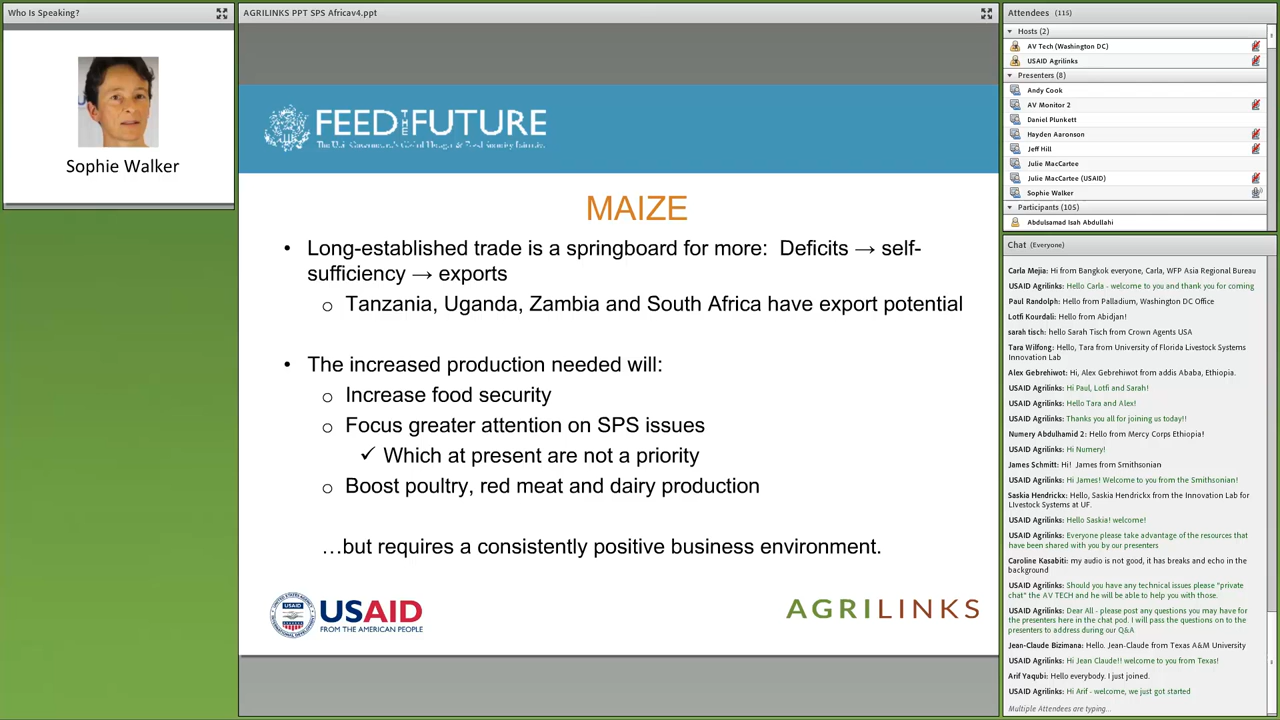 Who Is Speaking?
Sophie Walker
AGRILINKS PPT SPS Africav4.ppt
FEED THE FUTURE
The U.S. Government's Global Hunger & Food Security Initiative
MAIZE
• Long-established trade is a springboard for more: Deficits → self-
sufficiency → exports
o Tanzania, Uganda, Zambia and South Africa have export potential
• The increased production needed will:
o Increase food security
o Focus greater attention on SPS issues
✓ Which at present are not a priority
o Boost poultry, red meat and dairy production
…but requires a consistently positive business environment.
USAID
USAID
FROM THE AMERICAN PEOPLE
AGRILINKS
Attendees (115)
Hosts (2)
AV Tech (Washington DC)
USAID Agrilinks
Presenters (8)
Andy Cook
AV Monitor 2
Daniel Plunkett
Hayden Aaronson
Jeff Hill
Julie MacCartee
Julie MacCartee (USAID)
Sophie Walker
Participants (105)
Abdulsamad Isah Abdullahi
Chat (Everyone)
Carla Mejia: Hi from Bangkok everyone, Carla, WFP Asia Regional Bureau
USAID Agrilinks: Hello Carla - welcome to you and thank you for coming
Paul Randolph: Hello from Palladium, Washington DC Office
Lotfi Kourdali: Hello from Abidjan!
sarah tisch: hello Sarah Tisch from Crown Agents USA
Tara Wilfong: Hello, Tara from University of Florida Livestock Systems
Innovation Lab
Alex Gebrehiwot: Hi, Alex Gebrehiwot from addis Ababa, Ethiopia.
USAID Agrilinks: Hi Paul, Lotfi and Sarah!
USAID Agrilinks: Hello Tara and Alex!
USAID Agrilinks: Thanks you all for joining us today!!
Numery Abdulhamid 2: Hello from Mercy Corps Ethiopia!
USAID Agrilinks: Hi Numery!
James Schmitt: Hi! James from Smithsonian
USAID Agrilinks: Hi James! Welcome to you from the Smithsonian!
Saskia Hendrickx: Hello, Saskia Hendrickx from the Innovation Lab for
LIvestock Systems at UF.
USAID Agrilinks: Hello Saskia! welcome!
USAID Agrilinks: Everyone please take advantage of the resources that
have been shared with you by our presenters
Caroline Kasabiti: my audio is not good, it has breaks and echo in the
background
USAID Agrilinks: Should you have any technical issues please "private
chat" the AV TECH and he will be able to help you with those.
USAID Agrilinks: Dear All - please post any questions you may have for
the presenters here in the chat pod. I will pass the questions on to the
presenters to address during our Q&A
Jean-Claude Bizimana: Hello. Jean-Claude from Texas A&M University
USAID Agrilinks: Hi Jean Claude!! welcome to you from Texas!
Arif Yaqubi: Hello everybody. I just joined.
USAID Agrilinks: Hi Arif - welcome, we just got started
Multiple Attendees are typing...